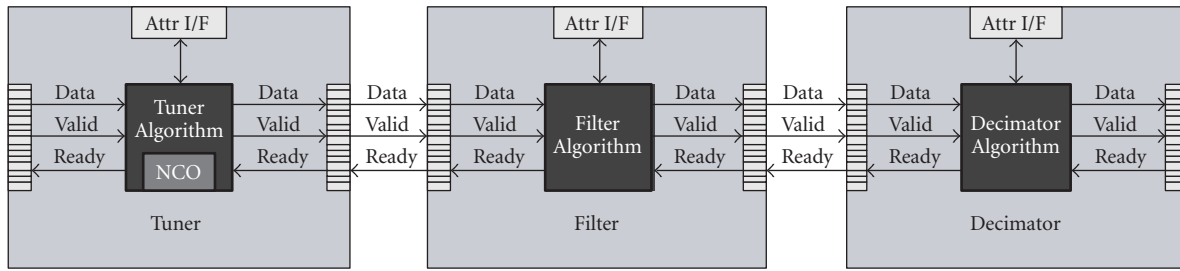 Attr I/F
Attr I/F
Attr I/F
Data Data Data Data Data Data Data Data
Tuner Algorithm
Filter Algorithm
Decimator Algorithm
Valid Valid Valid Valid Valid Valid Valid Valid
Ready Ready Ready Ready Ready Ready Ready Ready
NCO
Tuner
Filter
Decimator